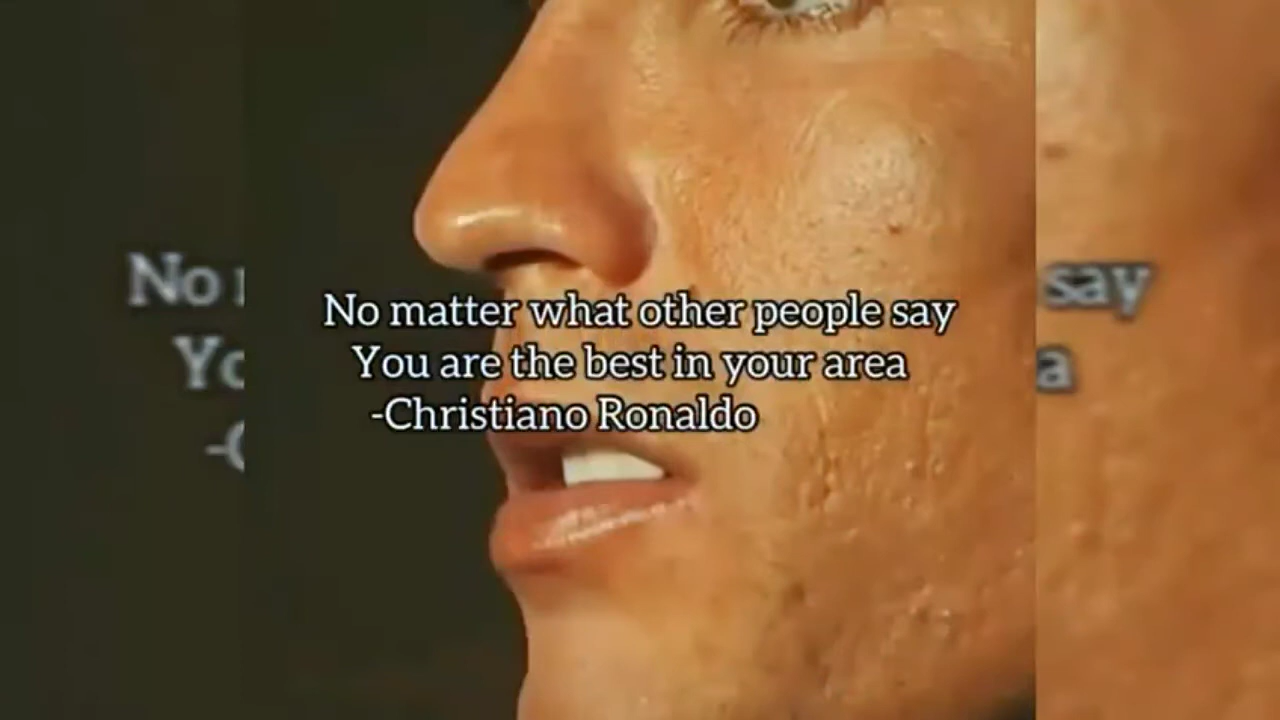 No matter what other people say
You are the best in your area
-Christiano Ronaldo